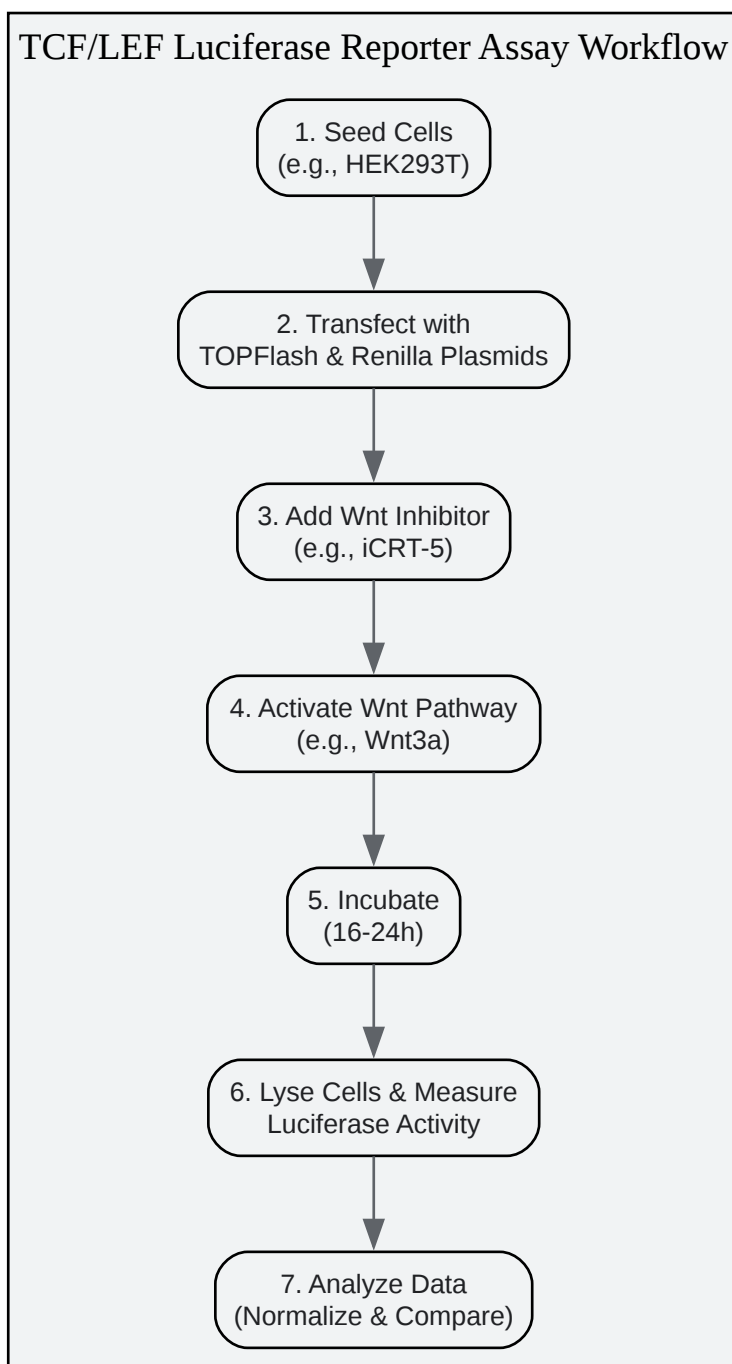 TCF/LEF Luciferase Reporter Assay Workflow
1. Seed Cells
(e.g., HEK293T)
2. Transfect with
TOPFlash & Renilla Plasmids
3. Add Wnt Inhibitor
(e.g., iCRT-5)
4. Activate Wnt Pathway
(e.g., Wnt3a)
5. Incubate
(16-24h)
6. Lyse Cells & Measure
Luciferase Activity
7. Analyze Data
(Normalize & Compare)